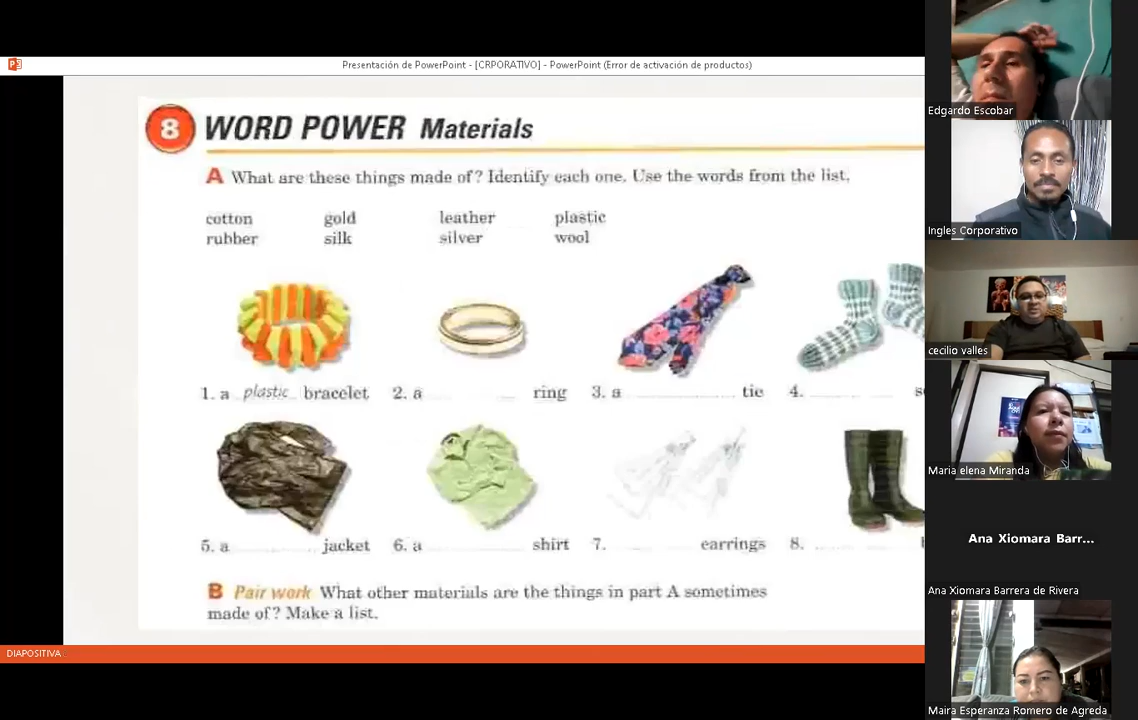 Presentación de PowerPoint - [CRPORATIVO] - PowerPoint (Error de activación de productos)
8 WORD POWER Materials
A What are these things made of? Identify each one. Use the words from the list.
cotton gold leather plastic
rubber silk silver wool
1. a plastic bracelet 2. a ring 3. a tie 4. s
5. a jacket 6. a shirt 7. earrings 8.
B Pair work What other materials are the things in part A sometimes
made of? Make a list.
DIAPOSITIVA
Edgardo Escobar
Ingles Corporativo
cecilio valles
Maria elena Miranda
Ana Xiomara Barr...
Ana Xiomara Barrera de Rivera
Maira Esperanza Romero de Agreda